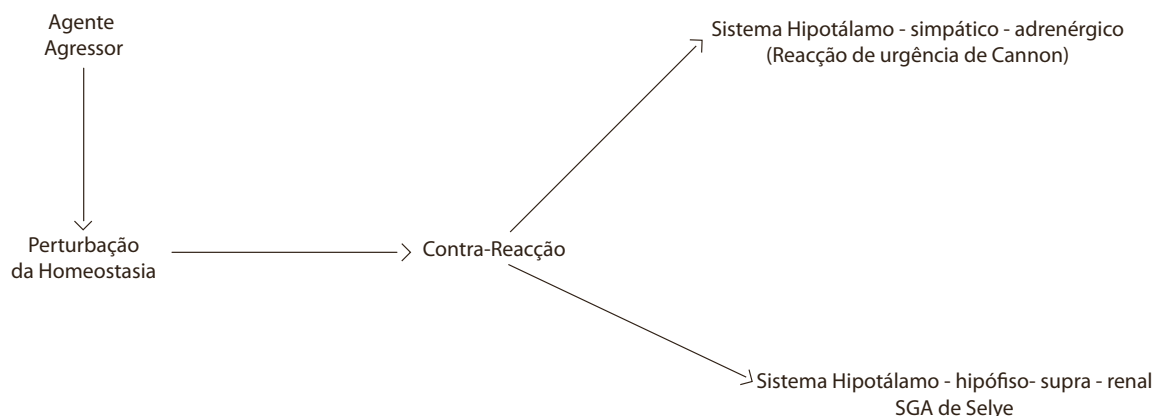 Agente
Agressor
Sistema Hipotálamo - simpático - adrenérgico
(Reacção de urgência de Cannon)
Perturbação
da Homeostasia
Contra-Reacção
Sistema Hipotálamo - hipófiso- supra - renal
SGA de Selye